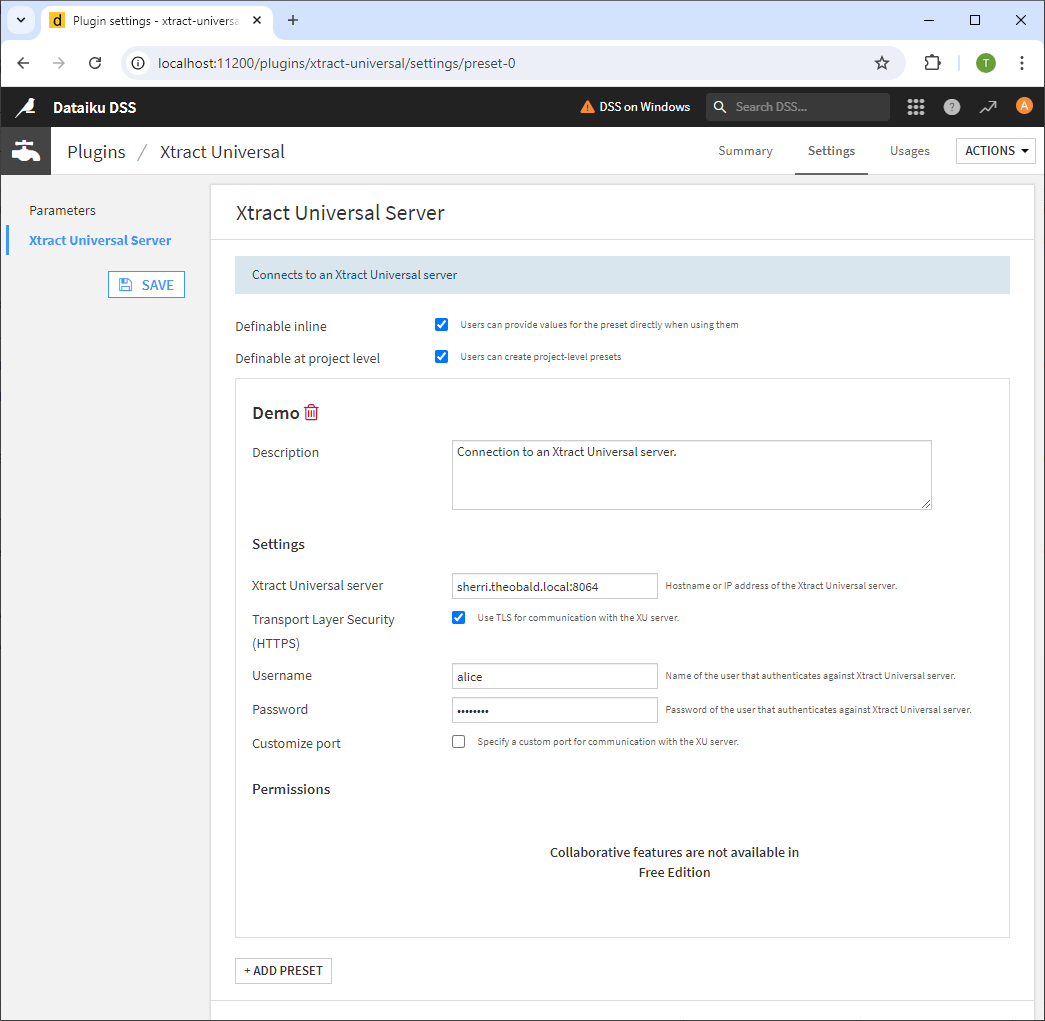 d Plugin settings - xtract-universa
localhost:11200/plugins/xtract-universal/settings/preset-0
T
Dataiku DSS
DSS on Windows
Search DSS...
?
A
Plugins / Xtract Universal
Summary
Settings
Usages
ACTIONS
Parameters
Xtract Universal Server
SAVE
Xtract Universal Server
Connects to an Xtract Universal server
Definable inline
Users can provide values for the preset directly when using them
Definable at project level
Users can create project-level presets
Demo
Description
Connection to an Xtract Universal server.
Settings
Xtract Universal server
sherri.theobald.local:8064
Hostname or IP address of the Xtract Universal server.
Transport Layer Security
(HTTPS)
Use TLS for communication with the XU server.
Username
alice
Name of the user that authenticates against Xtract Universal server.
Password
••••••••
Password of the user that authenticates against Xtract Universal server.
Customize port
Specify a custom port for communication with the XU server.
Permissions
Collaborative features are not available in
Free Edition
+ ADD PRESET